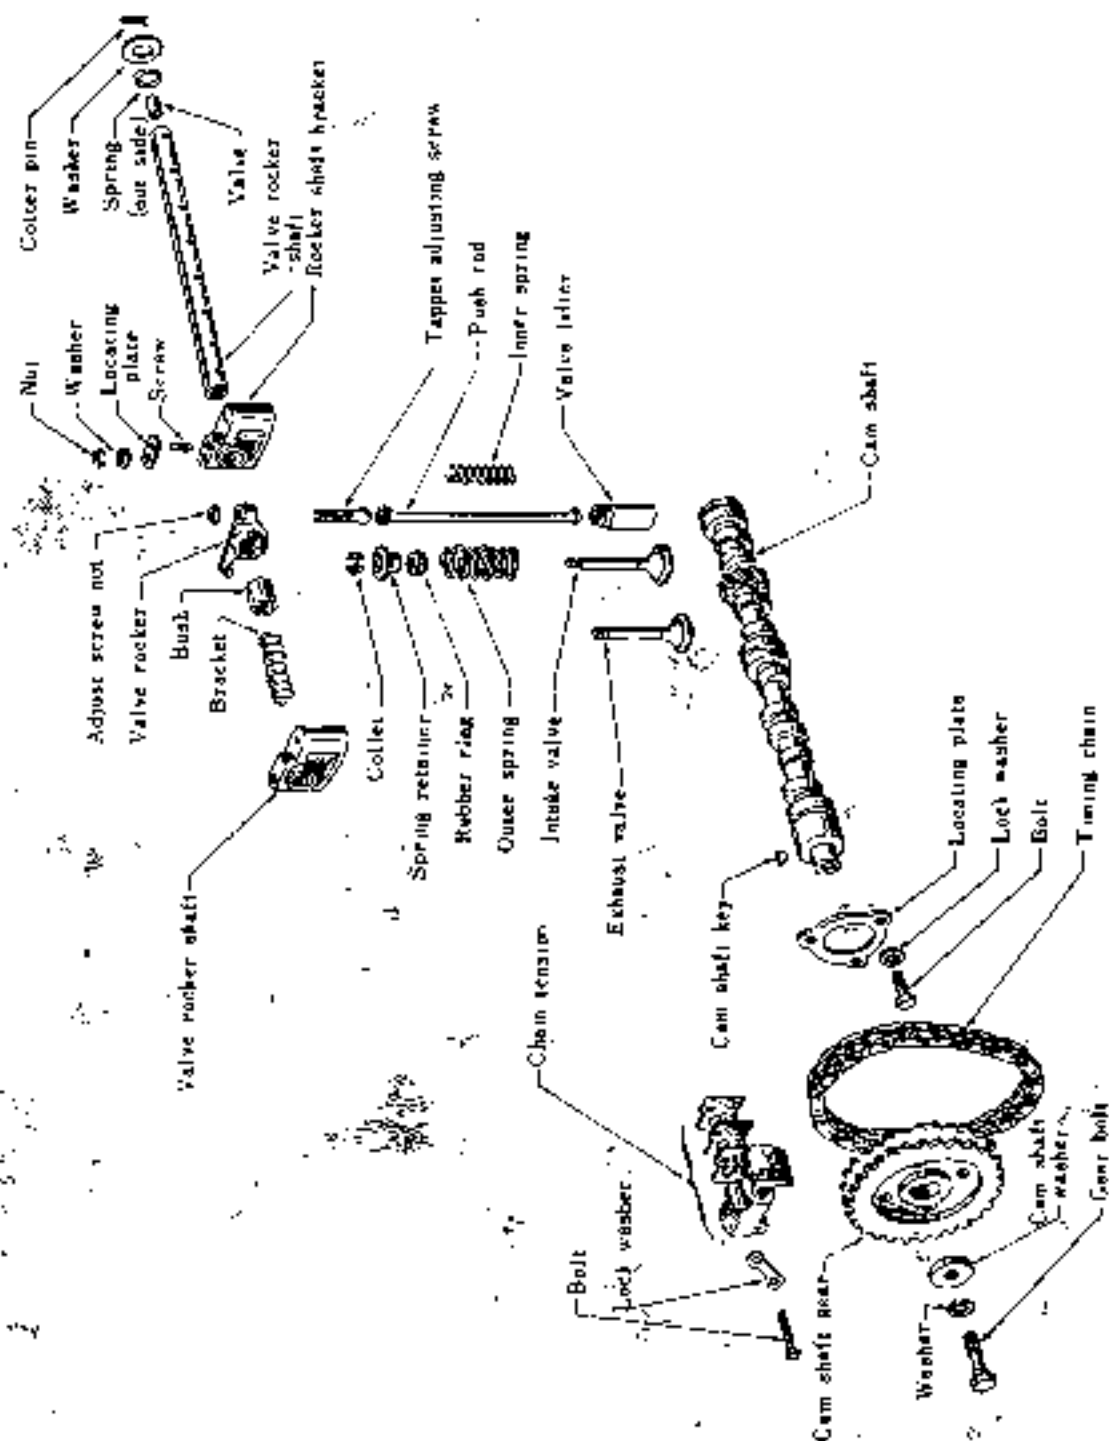 Cotter pin
Washer
Spring
(out side)
Valve
Valve rocker
shaft
Rocker shaft bracket
Nut
Washer
Locating
plate
Screw
Tappet adjusting screw
Push rod
Inner spring
Valve lifter
Cam shaft
Adjust screw nut
Valve rocker
Bush
Bracket
Valve rocker shaft
Collet
Spring retainer
Rubber ring
Outer spring
Intake valve
Exhaust valve
Cam shaft key
Locating plate
Lock washer
Bolt
Timing chain
Chain tension
Bolt
Lock washer
Cam shaft gear
Washer
Cam shaft
washer
Gear bolt